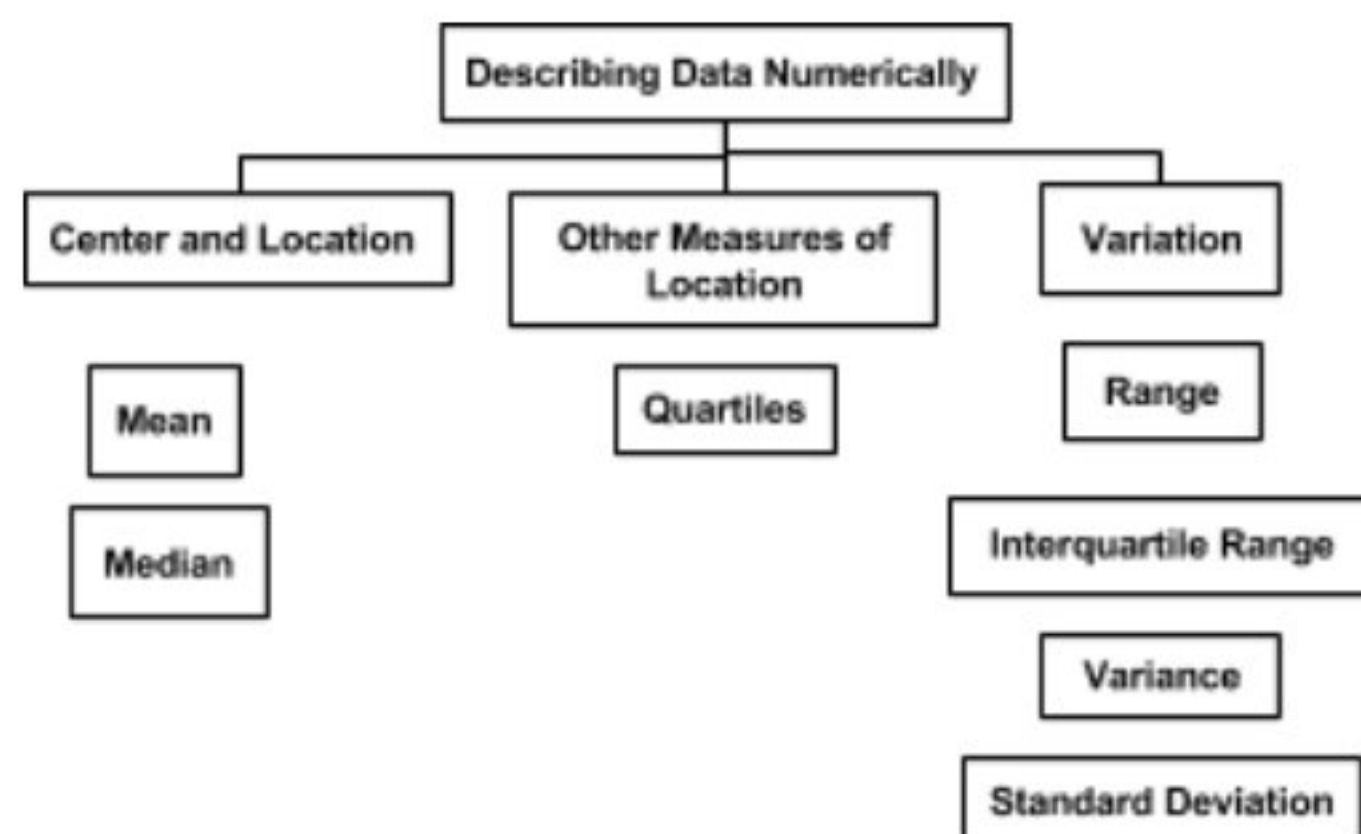 Describing Data Numerically
Center and Location
Other Measures of
Location
Variation
Mean
Median
Quartiles
Range
Interquartile Range
Variance
Standard Deviation